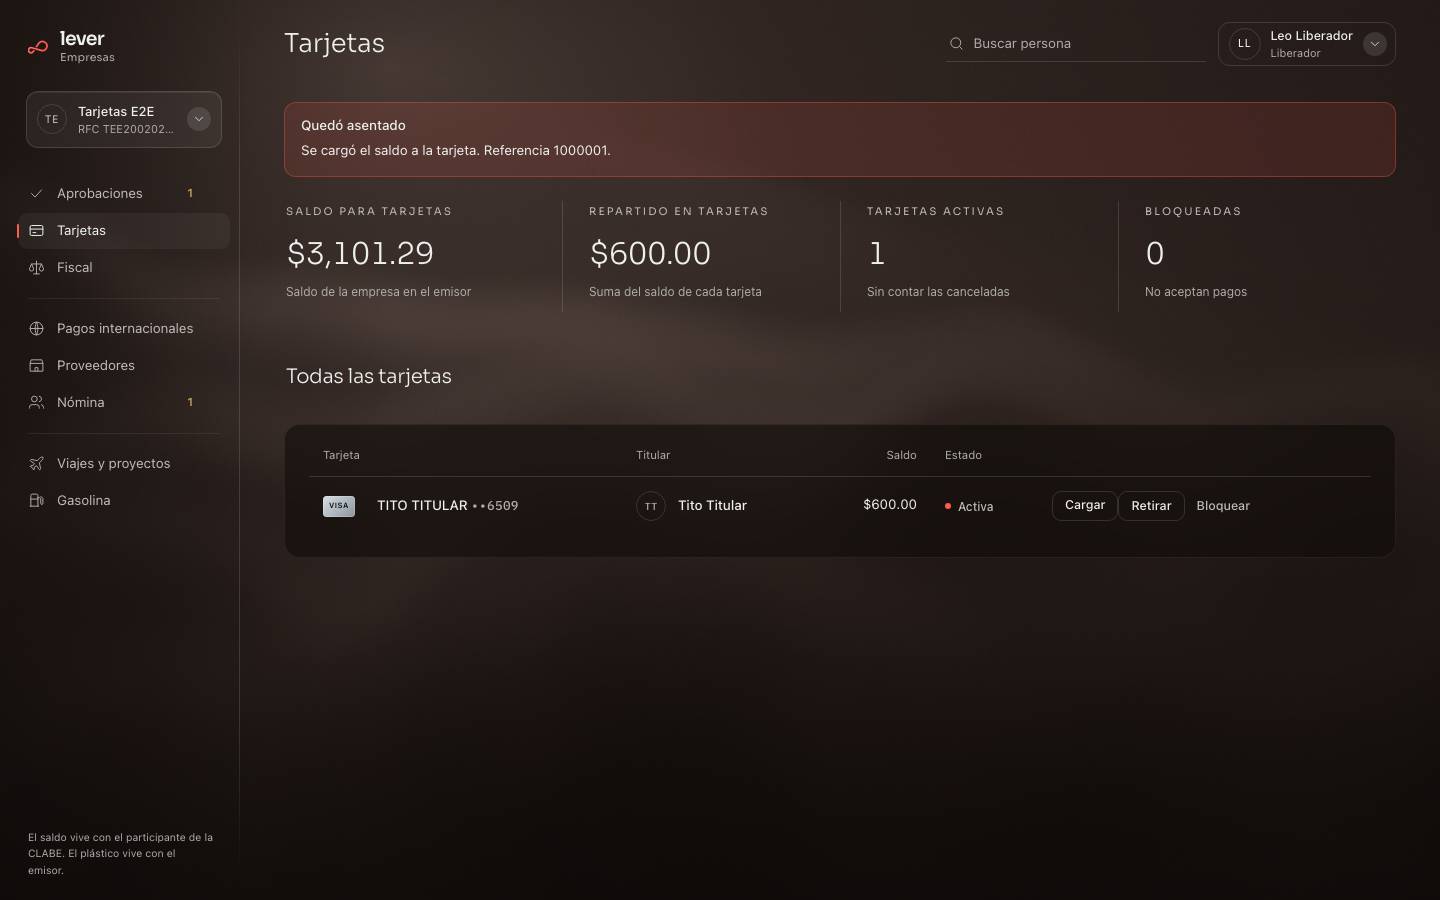 lever
Empresas
Tarjetas
Buscar persona
LL
Leo Liberador
Liberador
TE
Tarjetas E2E
RFC TEE200202...
Aprobaciones 1
Tarjetas
Fiscal
Pagos internacionales
Proveedores
Nómina 1
Viajes y proyectos
Gasolina
El saldo vive con el participante de la
CLABE. El plástico vive con el
emisor.
Quedó asentado
Se cargó el saldo a la tarjeta. Referencia 1000001.
SALDO PARA TARJETAS
$3,101.29
Saldo de la empresa en el emisor
REPARTIDO EN TARJETAS
$600.00
Suma del saldo de cada tarjeta
TARJETAS ACTIVAS
1
Sin contar las canceladas
BLOQUEADAS
0
No aceptan pagos
Todas las tarjetas
Tarjeta Titular Saldo Estado
VISA TITO TITULAR ••6509 TT Tito Titular $600.00 Activa Cargar Retirar Bloquear